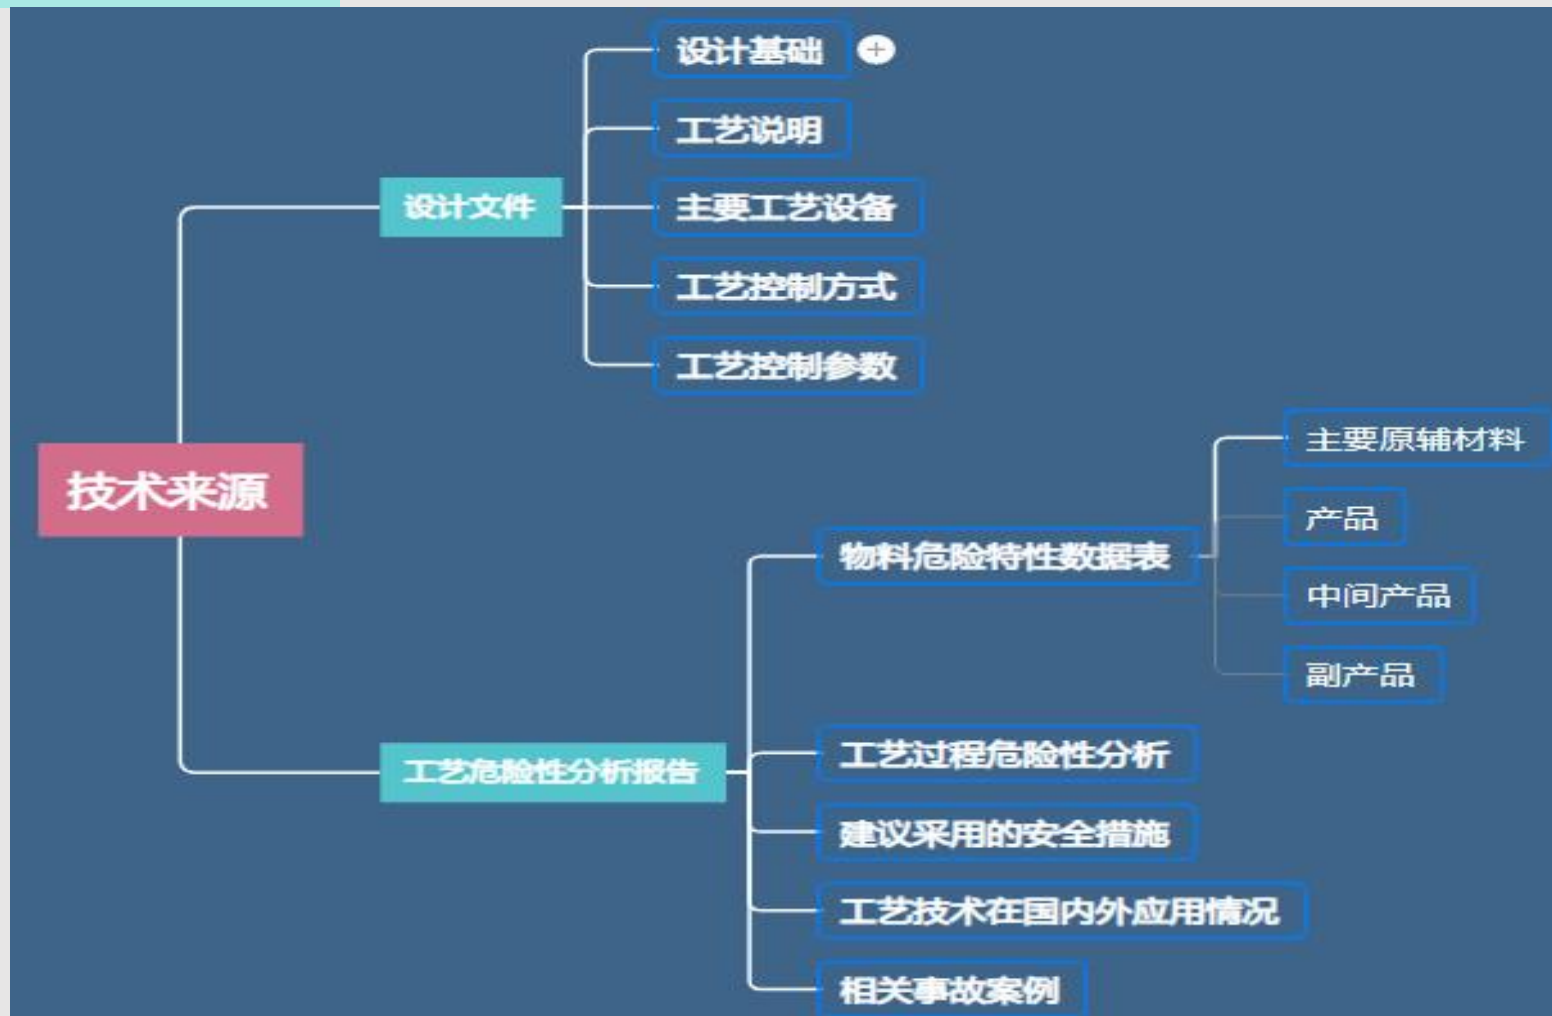 设计基础
工艺说明
设计文件
主要工艺设备
工艺控制方式
工艺控制参数
技术来源
主要原辅材料
产品
物料危险特性数据表
中间产品
副产品
工艺过程危险性分析
工艺危险性分析报告
建议采用的安全措施
工艺技术在国内外应用情况
相关事故案例